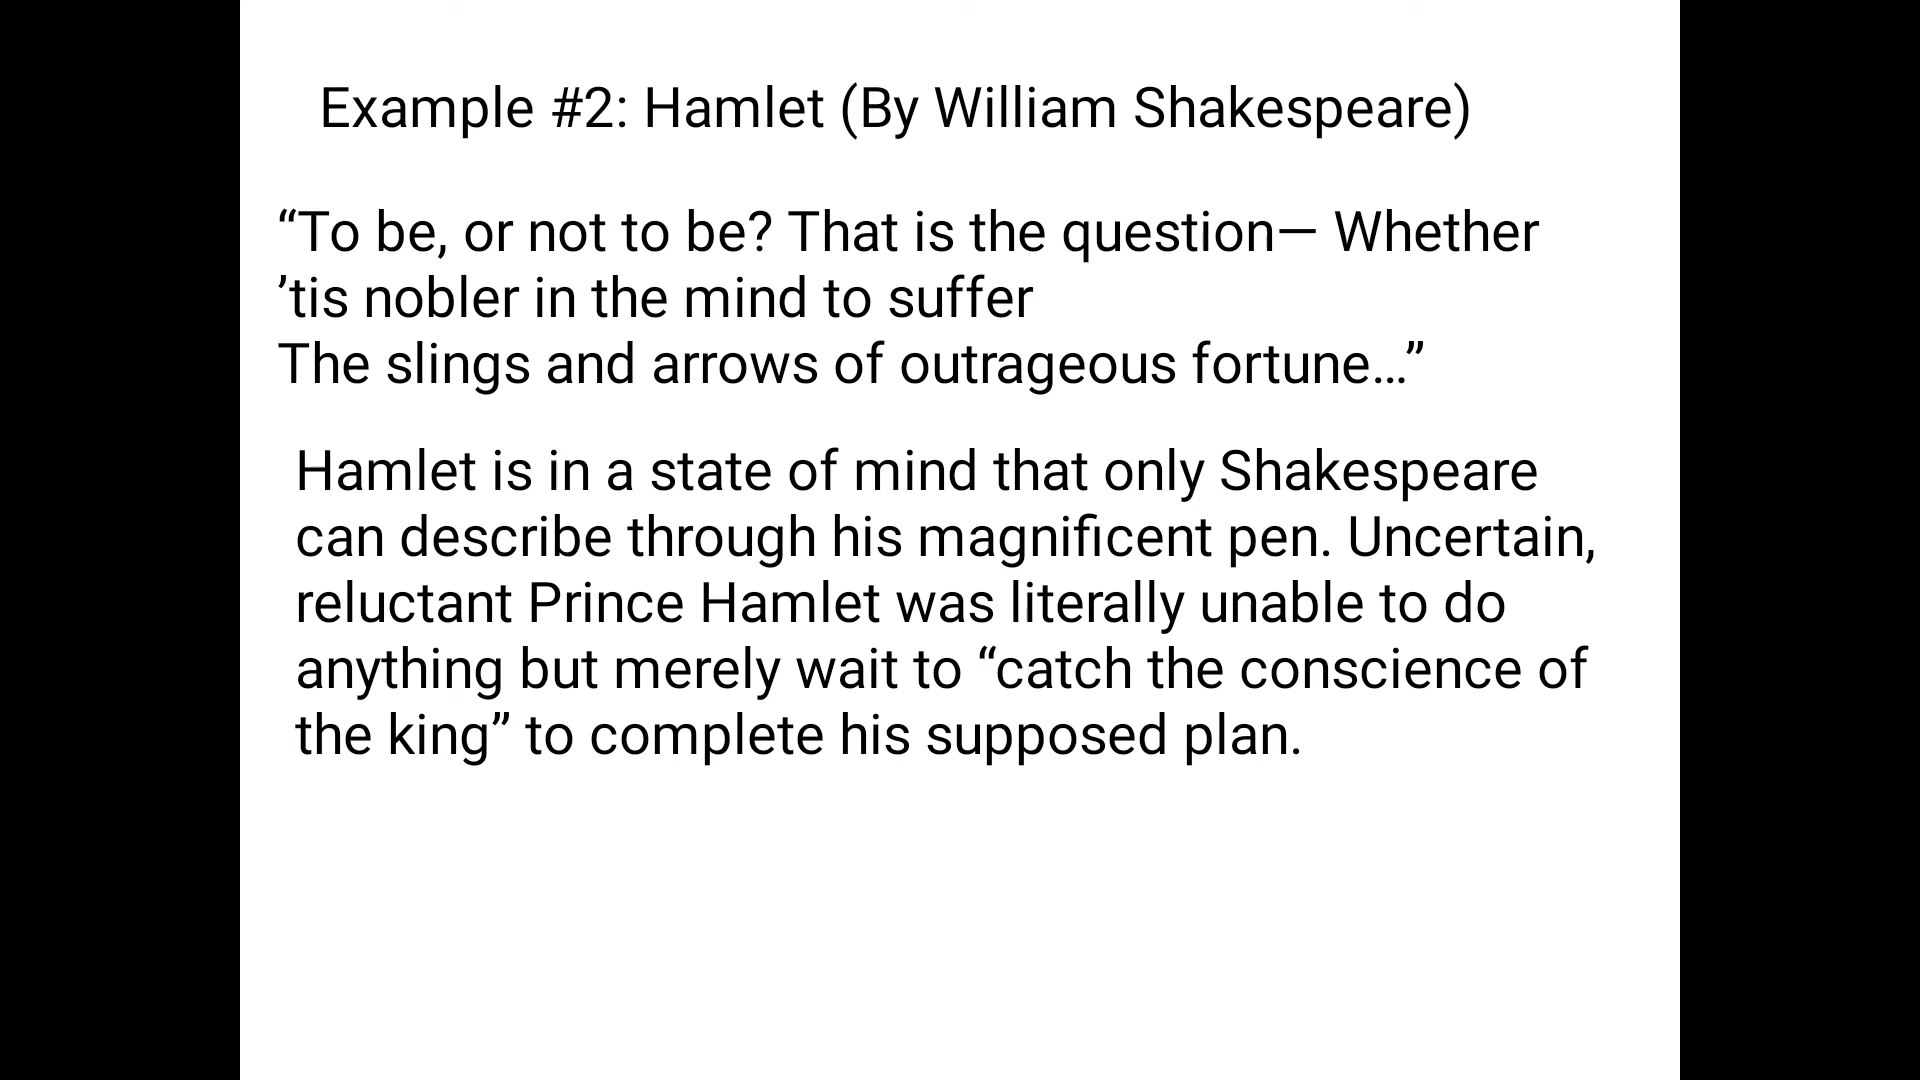 Example #2: Hamlet (By William Shakespeare)
“To be, or not to be? That is the question— Whether
’tis nobler in the mind to suffer
The slings and arrows of outrageous fortune…”
Hamlet is in a state of mind that only Shakespeare
can describe through his magnificent pen. Uncertain,
reluctant Prince Hamlet was literally unable to do
anything but merely wait to “catch the conscience of
the king” to complete his supposed plan.